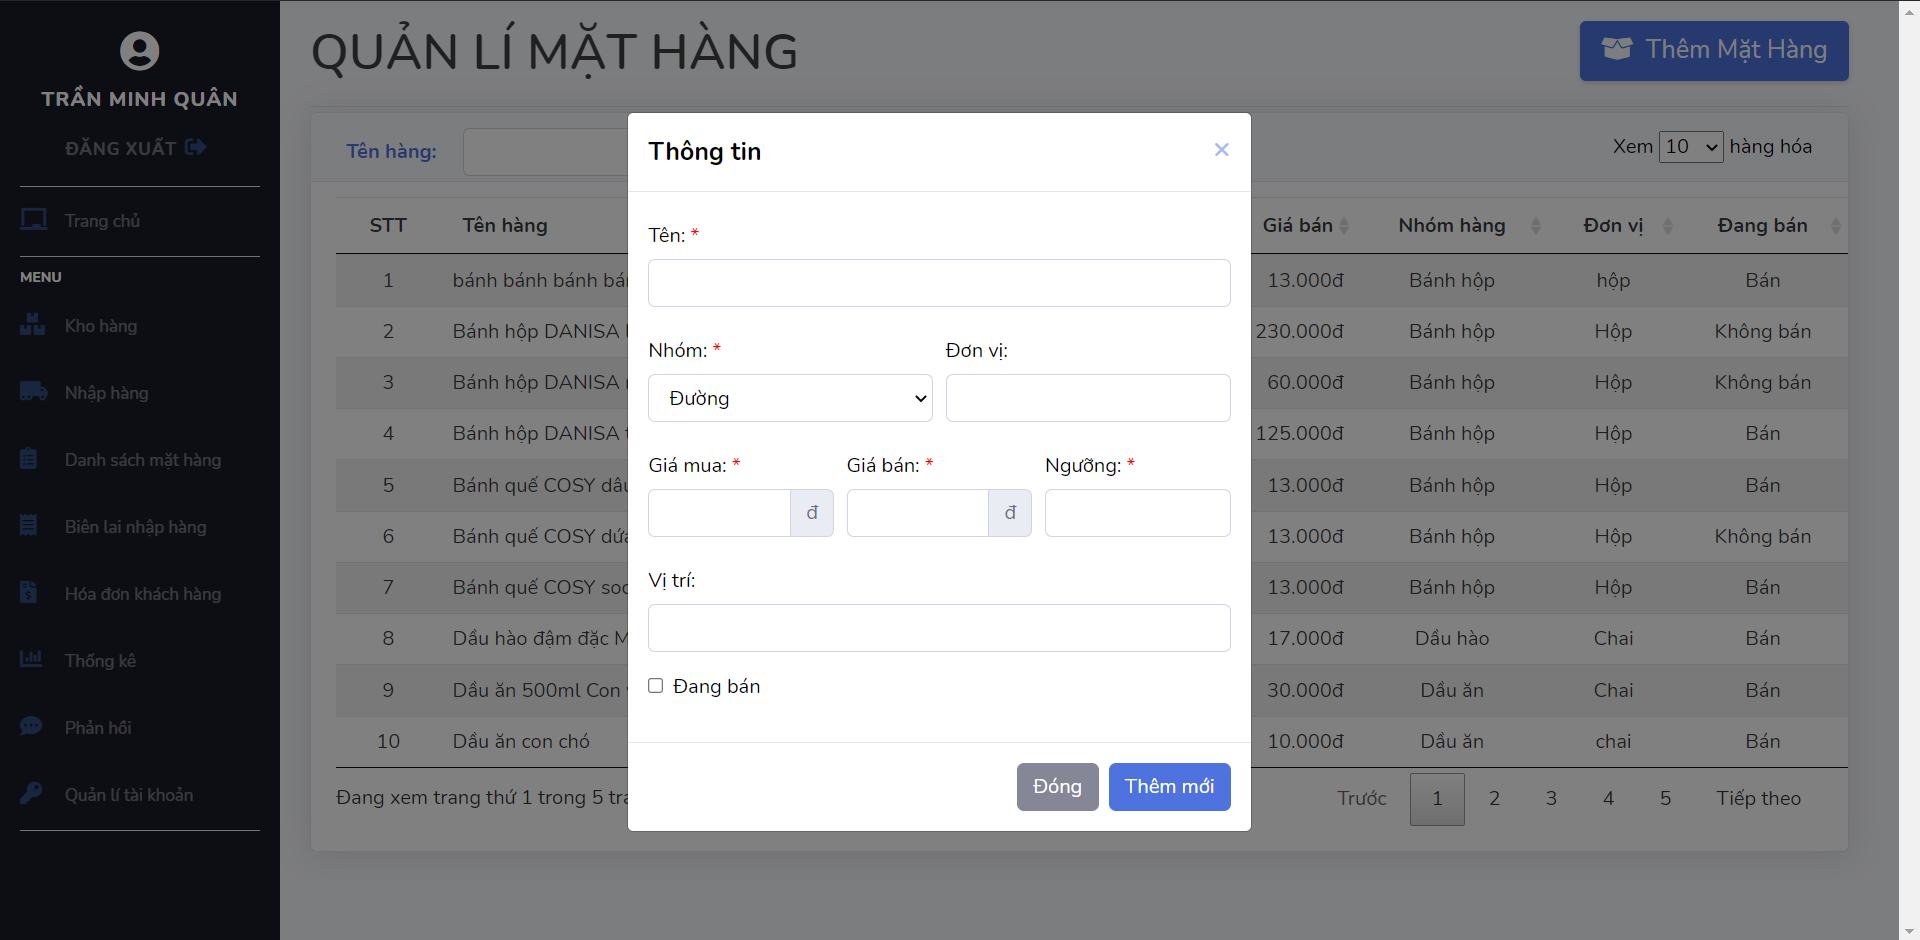 TRẦN MINH QUÂN
ĐĂNG XUẤT
Trang chủ
MENU
Kho hàng
Nhập hàng
Danh sách mặt hàng
Biên lai nhập hàng
Hóa đơn khách hàng
Thống kê
Phản hồi
Quản lí tài khoản
QUẢN LÍ MẶT HÀNG
Thêm Mặt Hàng
Tên hàng:
Xem 10 hàng hóa
STT Tên hàng Giá bán Nhóm hàng Đơn vị Đang bán
1 bánh bánh bánh 13.000đ Bánh hộp hộp Bán
2 Bánh hộp DANISA 230.000đ Bánh hộp Hộp Không bán
3 Bánh hộp DANISA 60.000đ Bánh hộp Hộp Không bán
4 Bánh hộp DANISA 125.000đ Bánh hộp Hộp Bán
5 Bánh quế COSY dâu 13.000đ Bánh hộp Hộp Bán
6 Bánh quế COSY dứa 13.000đ Bánh hộp Hộp Không bán
7 Bánh quế COSY 13.000đ Bánh hộp Hộp Bán
8 Dầu hào đậm đặc 17.000đ Dầu hào Chai Bán
9 Dầu ăn 500ml Con 30.000đ Dầu ăn Chai Bán
10 Dầu ăn con chó 10.000đ Dầu ăn chai Bán
Đang xem trang thứ 1 trong 5
Trước 1 2 3 4 5 Tiếp theo
Thông tin ×
Tên: *
Nhóm: * Đơn vị:
Đường
Giá mua: * Giá bán: * Ngưỡng: *
đ đ
Vị trí:
Đang bán
Đóng Thêm mới